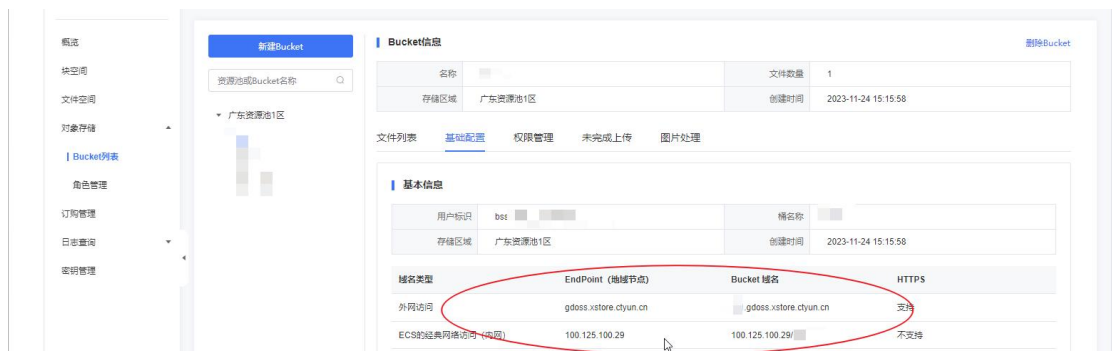 概览
块空间
文件空间
对象存储
Bucket列表
角色管理
订购管理
日志查询
密钥管理
新建Bucket
资源池或Bucket名称
广东资源池1区
Bucket信息
删除Bucket
名称 文件数量 1
存储区域 广东资源池1区 创建时间 2023-11-24 15:15:58
文件列表 基础配置 权限管理 未完成上传 图片处理
基本信息
用户标识 bss 桶名称
存储区域 广东资源池1区 创建时间 2023-11-24 15:15:58
域名类型 EndPoint（地域节点） Bucket 域名 HTTPS
外网访问 gdoss.xstore.ctyun.cn .gdoss.xstore.ctyun.cn 支持
ECS的经典网络访问（内网） 100.125.100.29 100.125.100.29/ 不支持